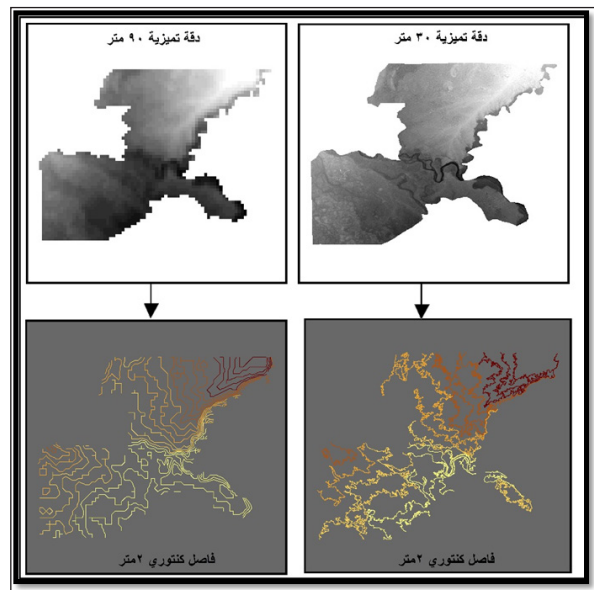 دقة تميزية ٣٠ متر
دقة تميزية ٩٠ متر
فاصل كنتوري ٢متر
فاصل كنتوري ٢متر